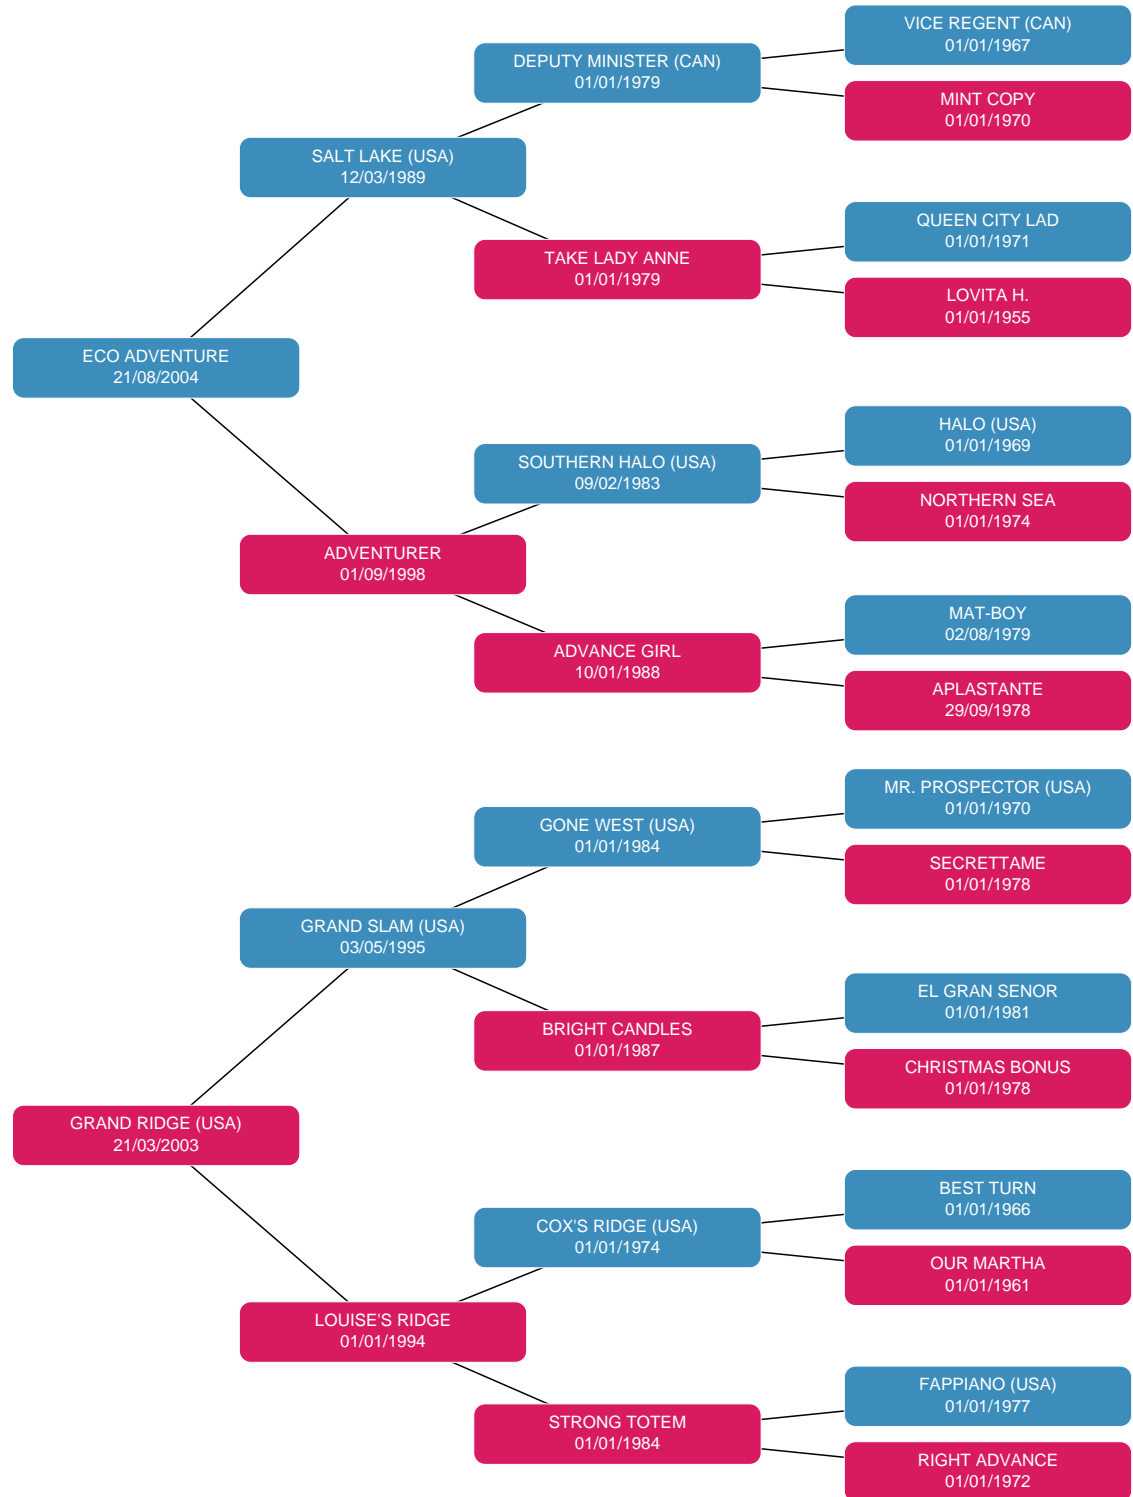 VICE REGENT (CAN)
01/01/1967
DEPUTY MINISTER (CAN)
01/01/1979
MINT COPY
01/01/1970
SALT LAKE (USA)
12/03/1989
QUEEN CITY LAD
01/01/1971
TAKE LADY ANNE
01/01/1979
LOVITA H.
01/01/1955
ECO ADVENTURE
21/08/2004
HALO (USA)
01/01/1969
SOUTHERN HALO (USA)
09/02/1983
NORTHERN SEA
01/01/1974
ADVENTURER
01/09/1998
MAT-BOY
02/08/1979
ADVANCE GIRL
10/01/1988
APLASTANTE
29/09/1978
MR. PROSPECTOR (USA)
01/01/1970
GONE WEST (USA)
01/01/1984
SECRETTAME
01/01/1978
GRAND SLAM (USA)
03/05/1995
EL GRAN SENOR
01/01/1981
BRIGHT CANDLES
01/01/1987
CHRISTMAS BONUS
01/01/1978
GRAND RIDGE (USA)
21/03/2003
BEST TURN
01/01/1966
COX'S RIDGE (USA)
01/01/1974
OUR MARTHA
01/01/1961
LOUISE'S RIDGE
01/01/1994
FAPPIANO (USA)
01/01/1977
STRONG TOTEM
01/01/1984
RIGHT ADVANCE
01/01/1972